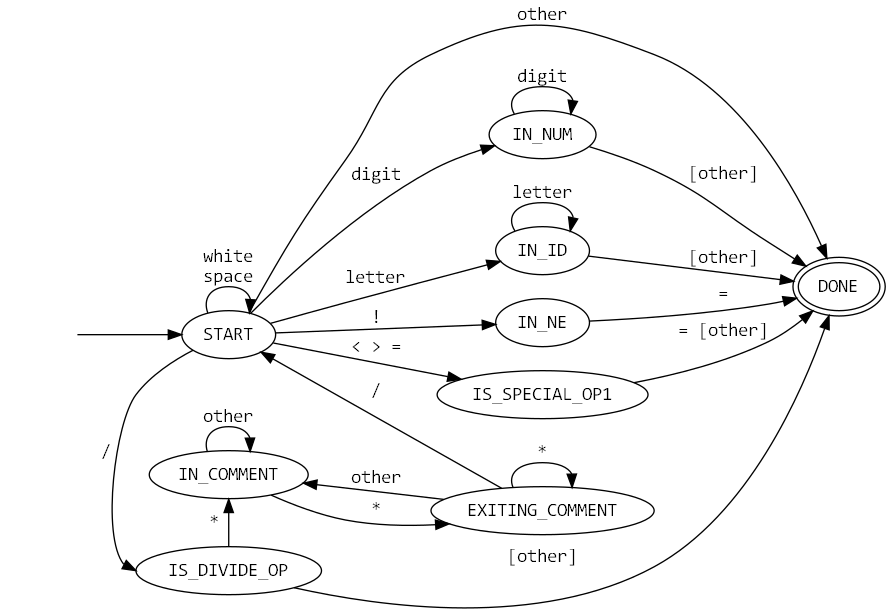 other
digit
IN_NUM
digit
[other]
letter
IN_ID
[other]
white
space
letter
DONE
=
!
IN_NE
START
= [other]
< > =
/
IS_SPECIAL_OP1
other
*
/
IN_COMMENT
other
*
EXITING_COMMENT
*
[other]
IS_DIVIDE_OP